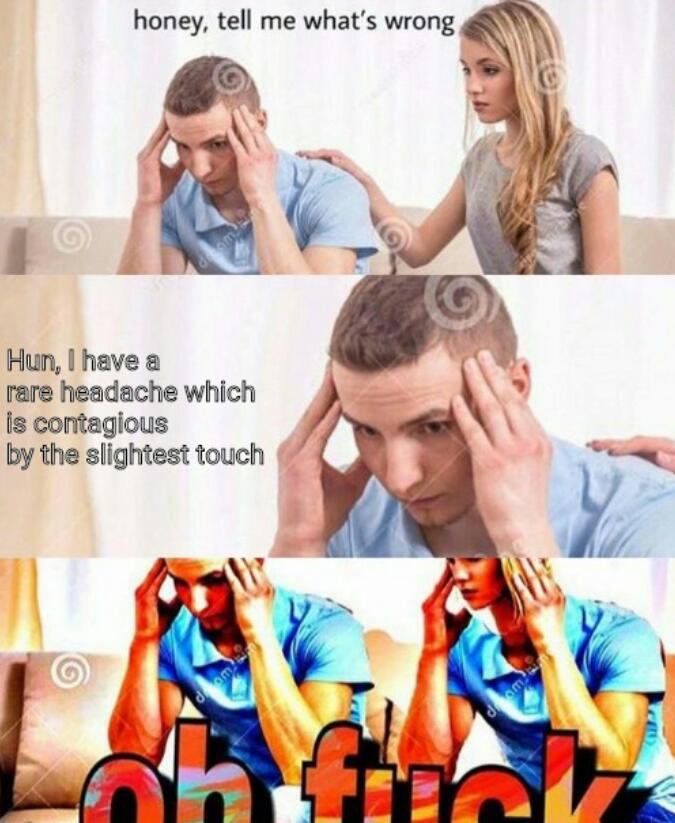 honey, tell me what's wrong
Hun, I have a
rare headache which
is contagious
by the slightest touch
oh fuck